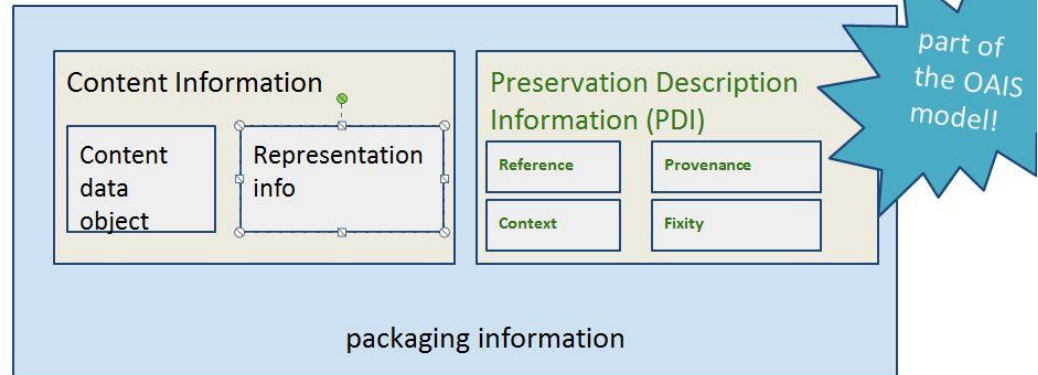 Content Information
Content
data
object
Representation
info
Preservation Description
Information (PDI)
Reference
Provenance
Context
Fixity
packaging information
part of
the OAIS
model!